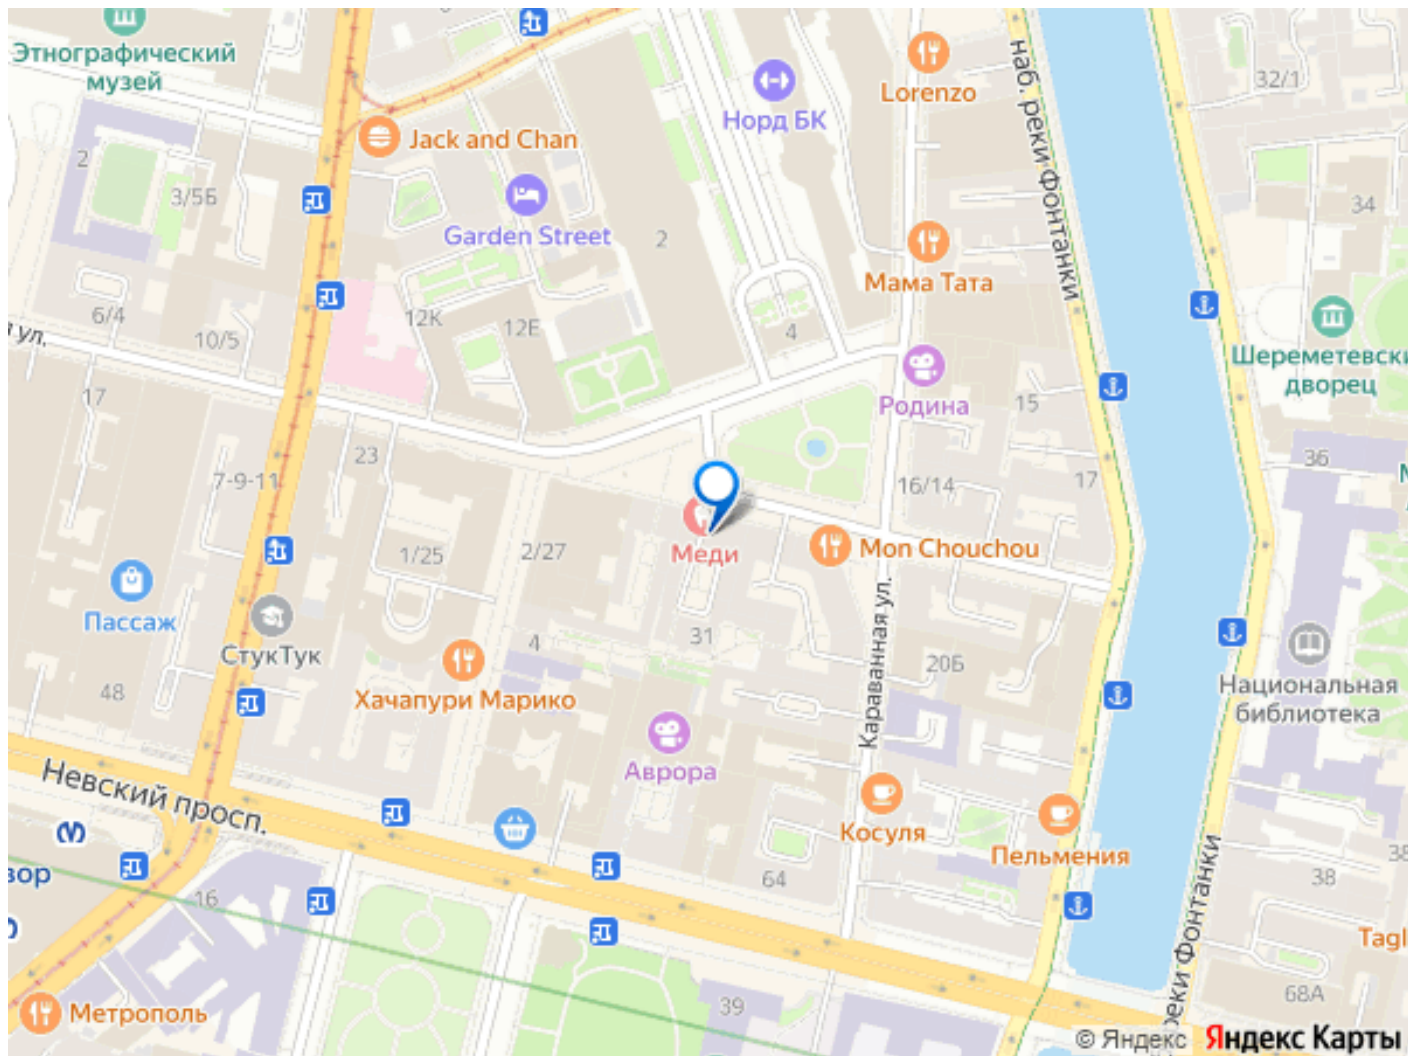 Этнографический
музей
Jack and Chan
Норд БК
Lorenzo
наб. реки фонтанки
32/1
2
3/5Б
Garden Street
2
34
Мама Тата
6/4
10/5
ул.
12К
12Е
4
Шереметевски
дворец
Родина
15
17
23
7-9-11
16/14
17
36
1/25
2/27
Меди
Mon Chouchou
Пассаж
СтукТук
31
4
Караванная ул.
20Б
48
Хачапури Марико
Национальная
библиотека
Аврора
Невский просп.
Косуля
Пельмения
64
38
38
зор
16
реки Фонтанки
Tagl
39
68А
Метрополь
© Яндекс Яндекс Карты